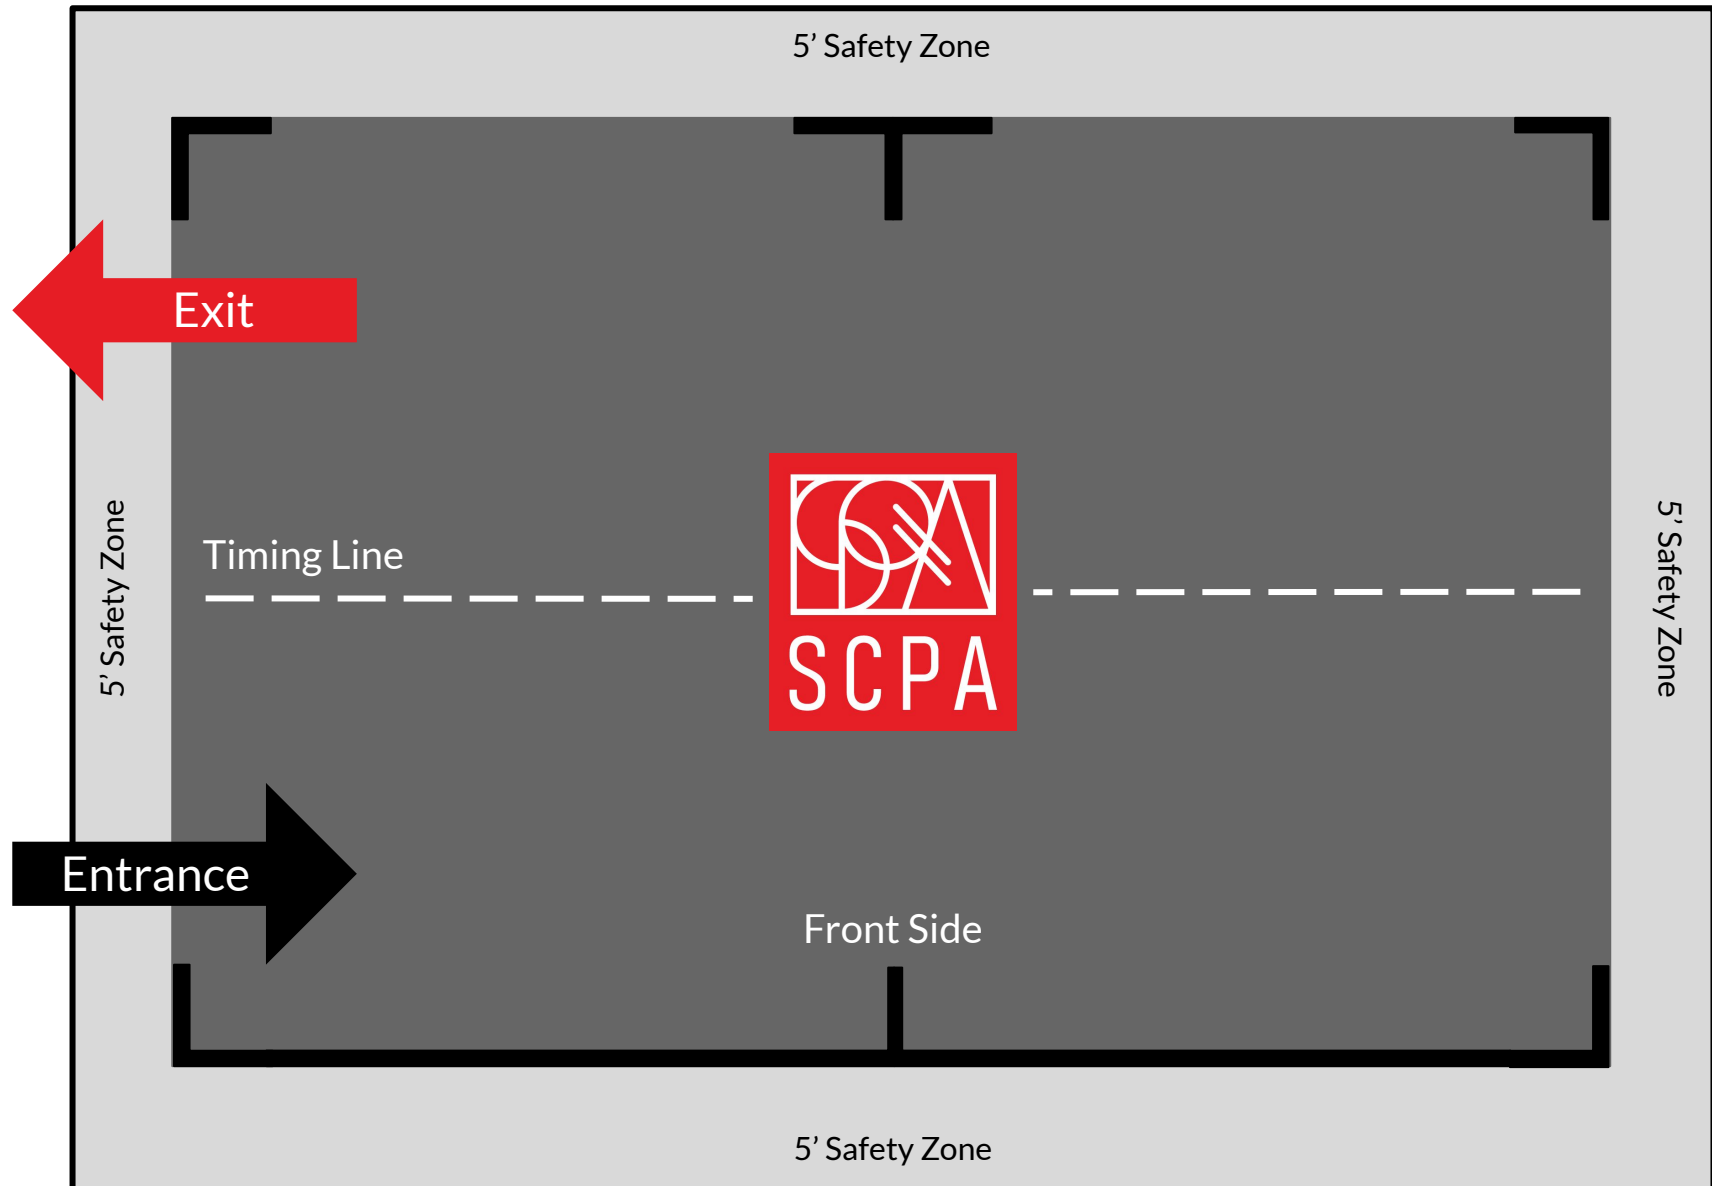 5’ Safety Zone
Exit
5’ Safety Zone
Timing Line
SCPA
5’ Safety Zone
Entrance
Front Side
5’ Safety Zone